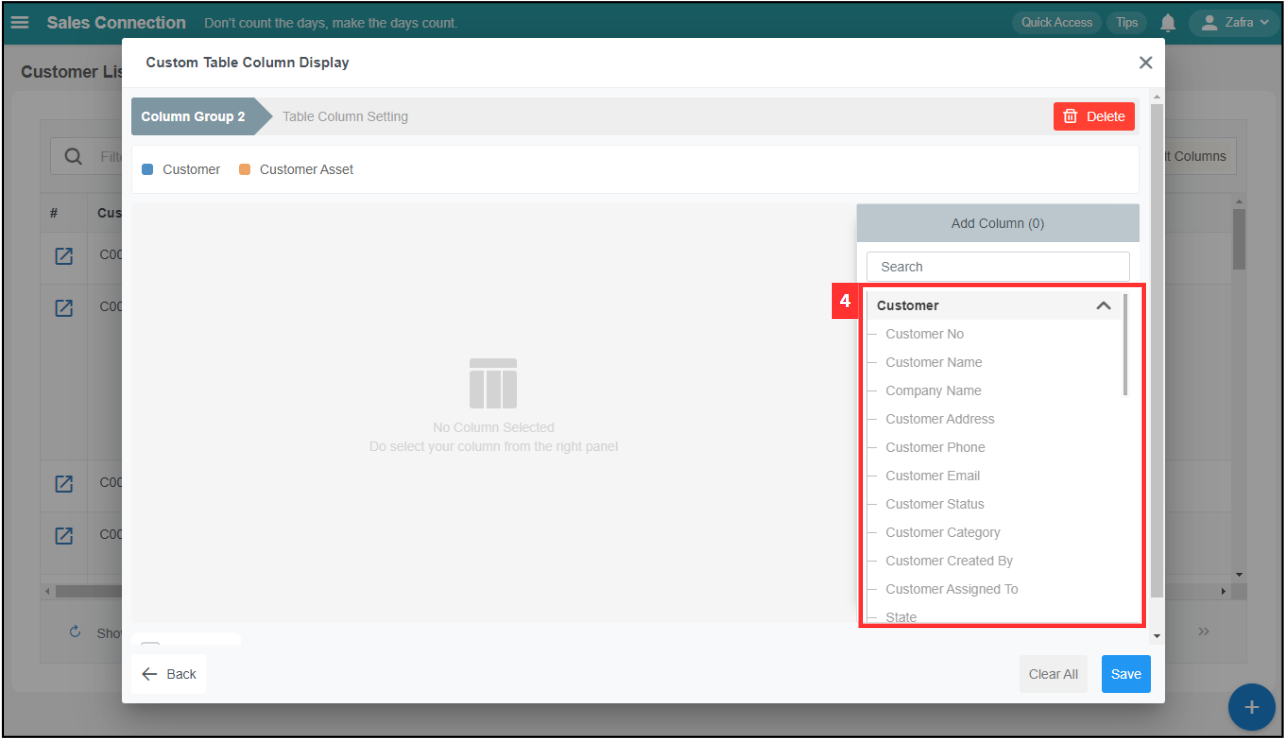 Sales Connection Don't count the days, make the days count. Quick Access Tips Zafra
Customer Lis
Custom Table Column Display
Column Group 2 Table Column Setting Delete
Customer Customer Asset
Filt
lt Columns
# Cus
C00
C00
C00
C00
Add Column (0)
Search
4
Customer
Customer No
Customer Name
Company Name
Customer Address
Customer Phone
Customer Email
Customer Status
Customer Category
Customer Created By
Customer Assigned To
State
No Column Selected
Do select your column from the right panel
Sho
Back Clear All Save